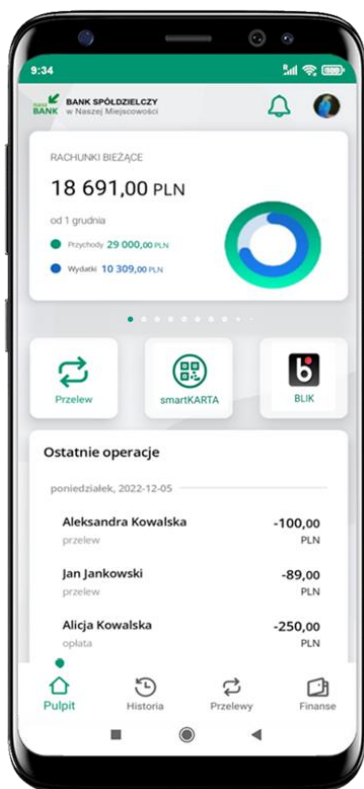 9:34
nasz BANK
BANK SPÓŁDZIELCZY
w Naszej Miejscowości
RACHUNKI BIEŻĄCE
18 691,00 PLN
od 1 grudnia
Przychody 29 000,00 PLN
Wydatki 10 309,00 PLN
Przelew
smartKARTA
BLIK
Ostatnie operacje
poniedziałek, 2022-12-05
Aleksandra Kowalska -100,00
przelew PLN
Jan Jankowski -89,00
przelew PLN
Alicja Kowalska -250,00
opłata PLN
Pulpit Historia Przelewy Finanse